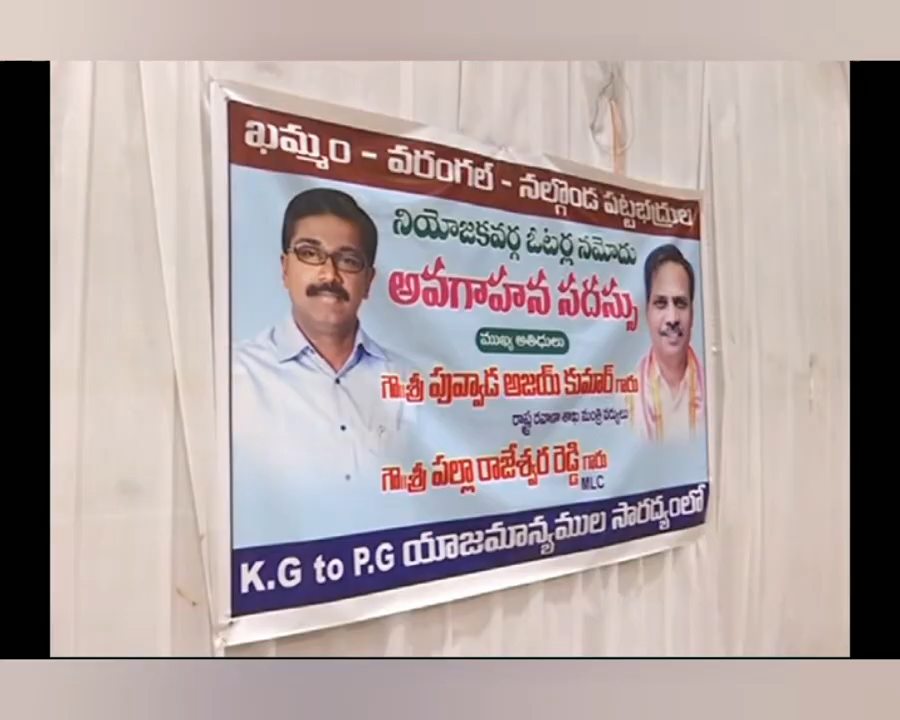 ఖమ్మం - వరంగల్ - నల్గొండ పట్టభద్రుల
నియోజకవర్గ ఓటర్ల నమోదు
అవగాహన సదస్సు
ముఖ్య అతిధులు
గౌ॥శ్రీ పువ్వాడ అజయ్ కుమార్ గారు
రాష్ట్ర రవాణా శాఖ మంత్రి వర్యులు
గౌ॥శ్రీ పల్లా రాజేశ్వర రెడ్డి గారు
MLC
K.G to P.G యాజమాన్యముల సారద్యంలో